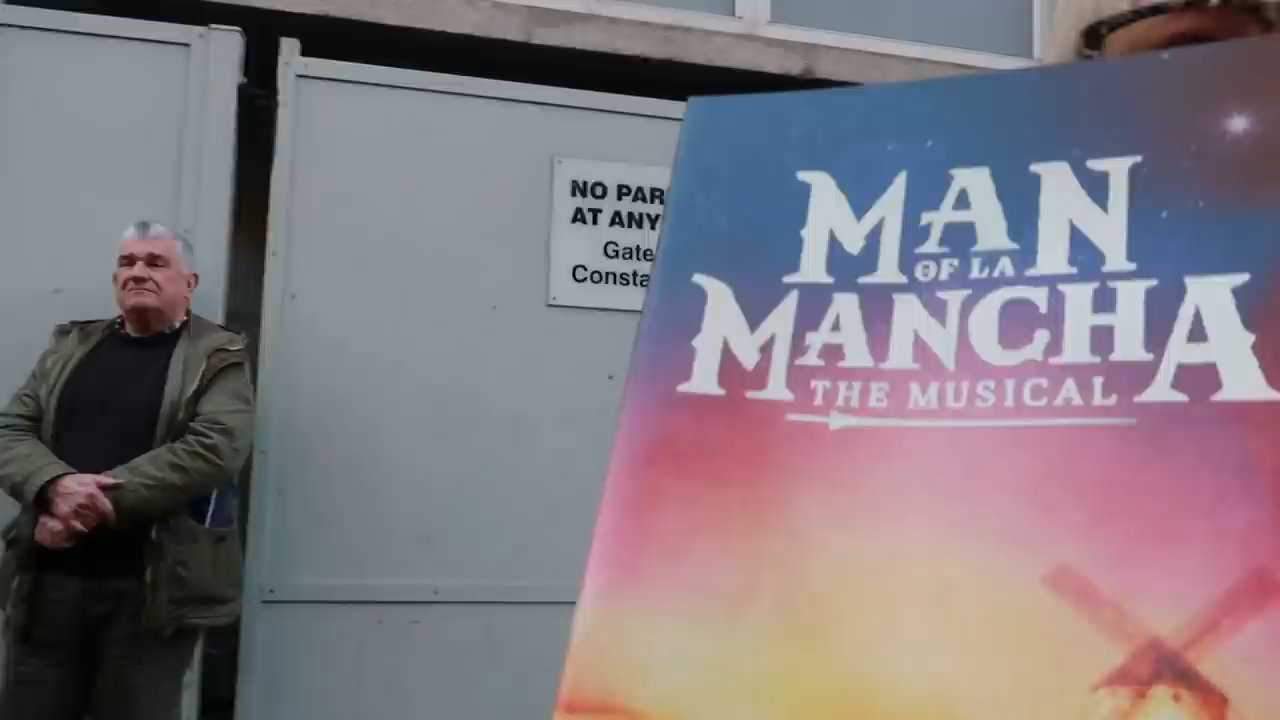 NO PAR
AT ANY
Gate
Consta
MAN
OF LA
MANCHA
THE MUSICAL